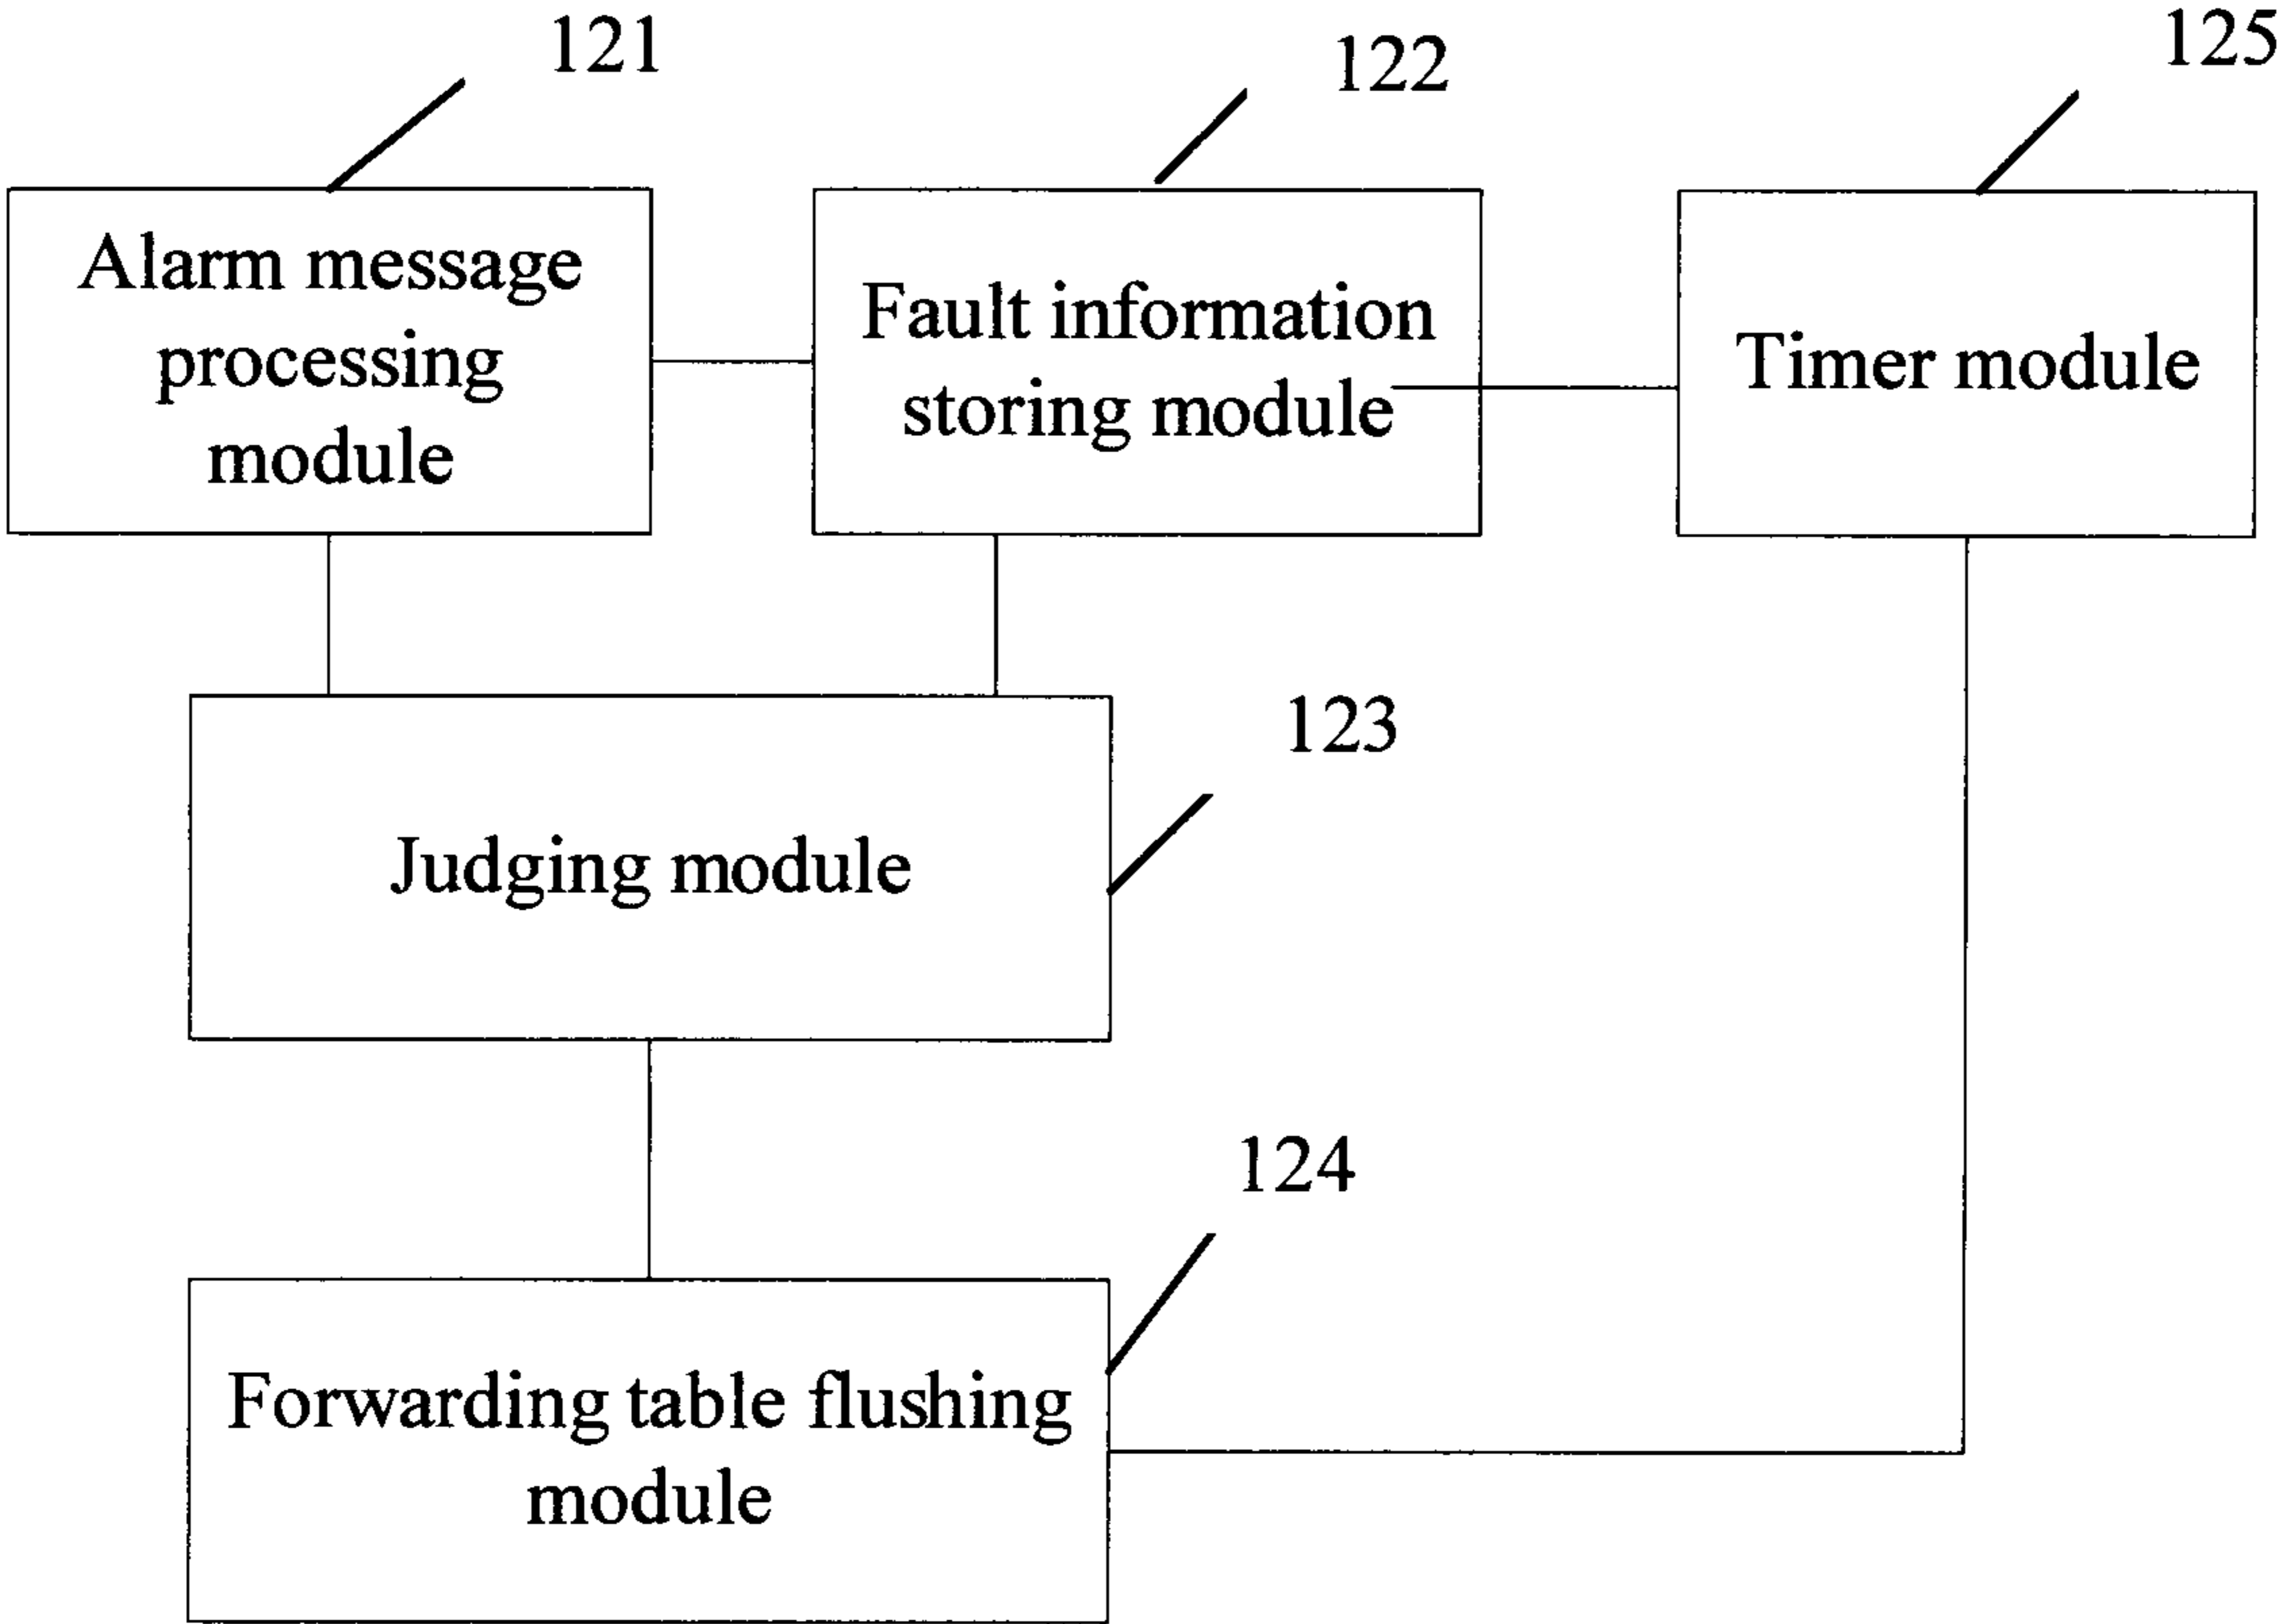 121
122
125
Alarm message
processing
module
Fault information
storing module
Timer module
123
Judging module
124
Forwarding table flushing
module